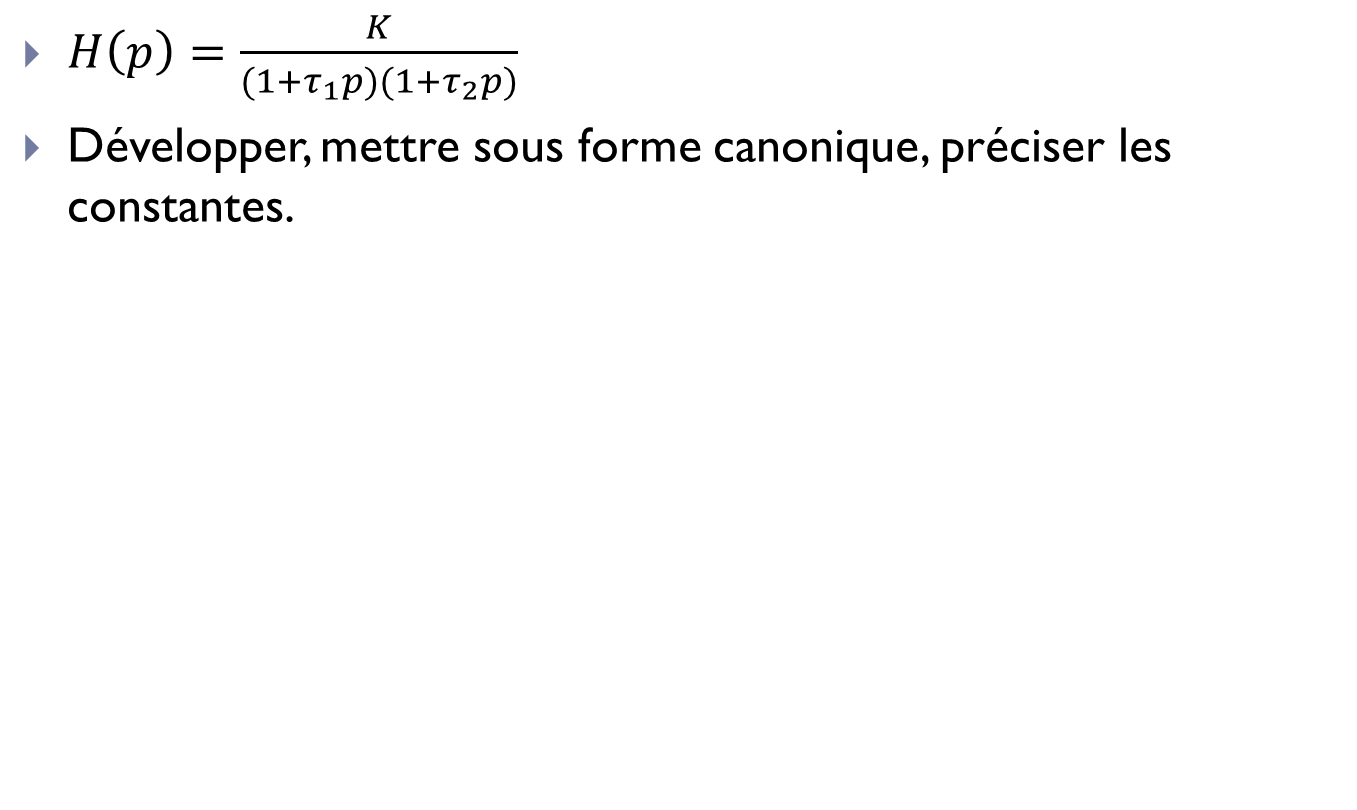 H(p) = K / (1+τ₁p)(1+τ₂p)
Développer, mettre sous forme canonique, préciser les
constantes.